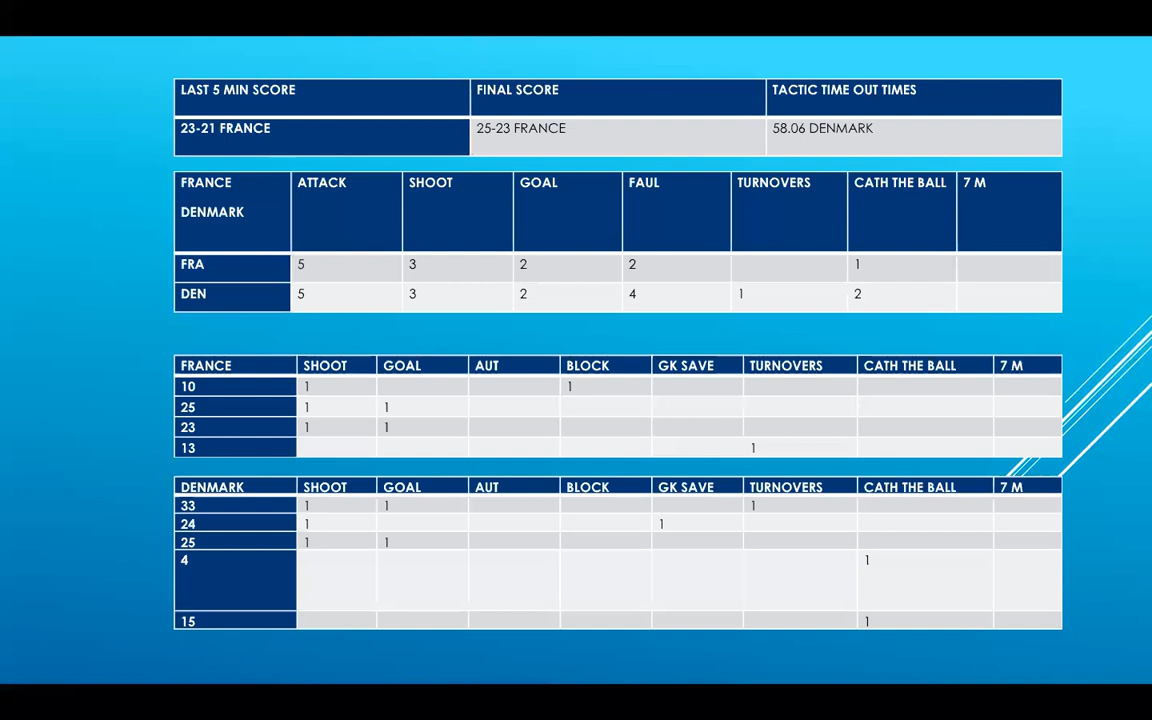 LAST 5 MIN SCORE FINAL SCORE TACTIC TIME OUT TIMES
23-21 FRANCE 25-23 FRANCE 58.06 DENMARK
FRANCE ATTACK SHOOT GOAL FAUL TURNOVERS CATH THE BALL 7 M
DENMARK
FRA 5 3 2 2 1
DEN 5 3 2 4 1 2
FRANCE SHOOT GOAL AUT BLOCK GK SAVE TURNOVERS CATH THE BALL 7 M
10 1 1
25 1 1
23 1 1
13 1
DENMARK SHOOT GOAL AUT BLOCK GK SAVE TURNOVERS CATH THE BALL 7 M
33 1 1 1
24 1 1
25 1 1
4 1
15 1